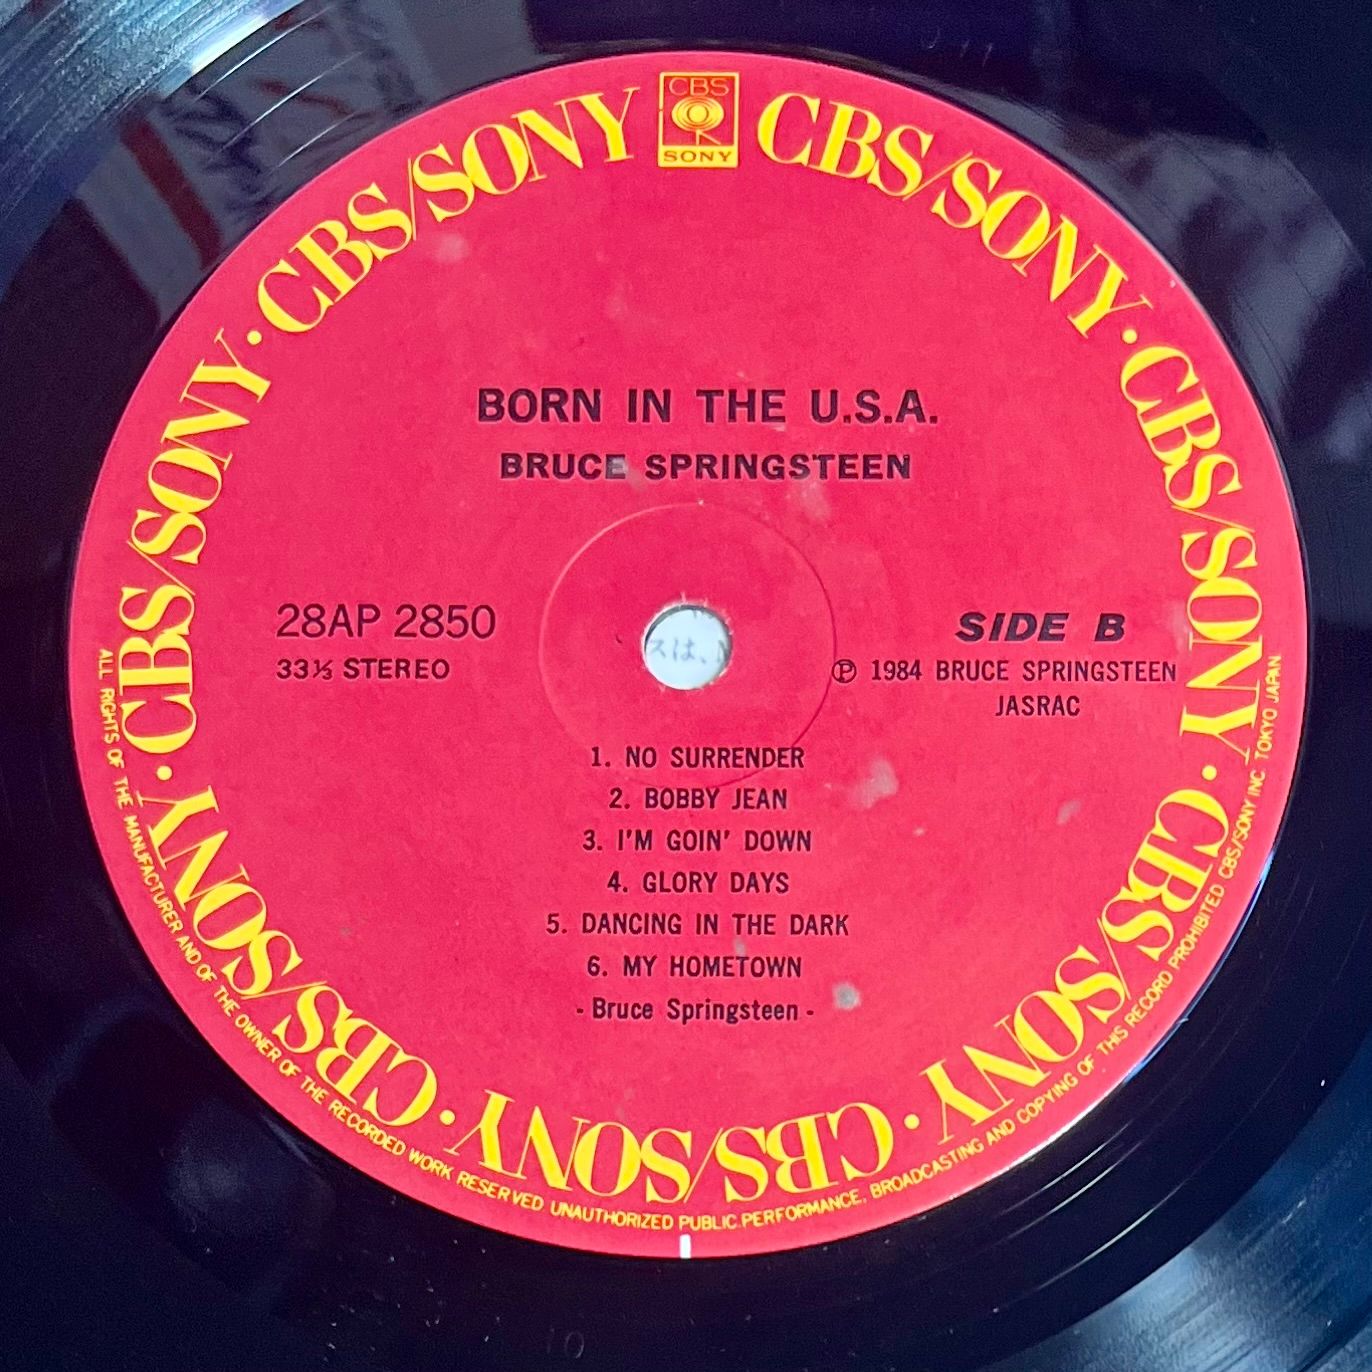 CBS
SONY
CBS/SONY · CBS/SONY · CBS/SONY · CBS/SONY · CBS/SONY · CBS/SONY · CBS/SONY · CBS/SONY
BORN IN THE U.S.A.
BRUCE SPRINGSTEEN
28AP 2850
33⅓ STEREO
スは、
SIDE B
Ⓟ 1984 BRUCE SPRINGSTEEN
JASRAC
1. NO SURRENDER
2. BOBBY JEAN
3. I'M GOIN' DOWN
4. GLORY DAYS
5. DANCING IN THE DARK
6. MY HOMETOWN
- Bruce Springsteen -
ALL RIGHTS OF THE MANUFACTURER AND OF THE OWNER OF THE RECORDED WORK RESERVED UNAUTHORIZED PUBLIC PERFORMANCE, BROADCASTING AND COPYING OF THIS RECORD PROHIBITED CBS/SONY INC. TOKYO JAPAN